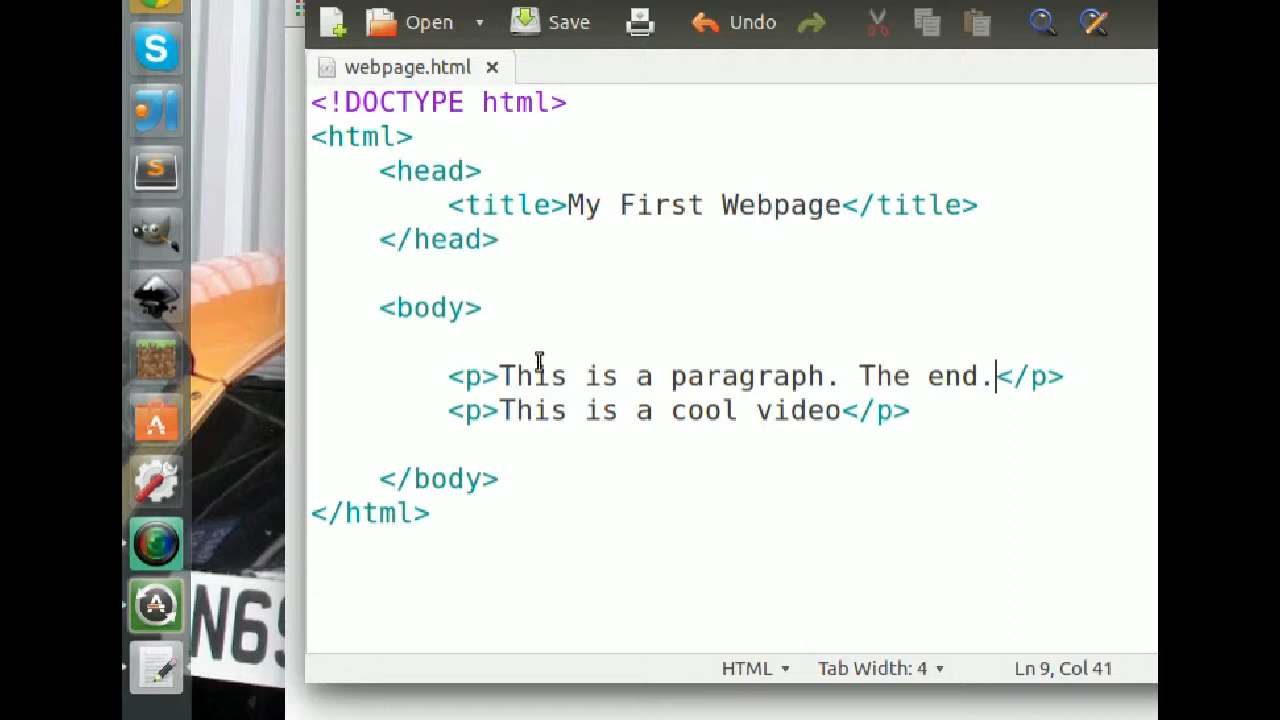 Open Save Undo
webpage.html
<!DOCTYPE html>
<html>
<head>
<title>My First Webpage</title>
</head>
<body>
<p>This is a paragraph. The end.</p>
<p>This is a cool video</p>
</body>
</html>
N69
HTML Tab Width: 4 Ln 9, Col 41